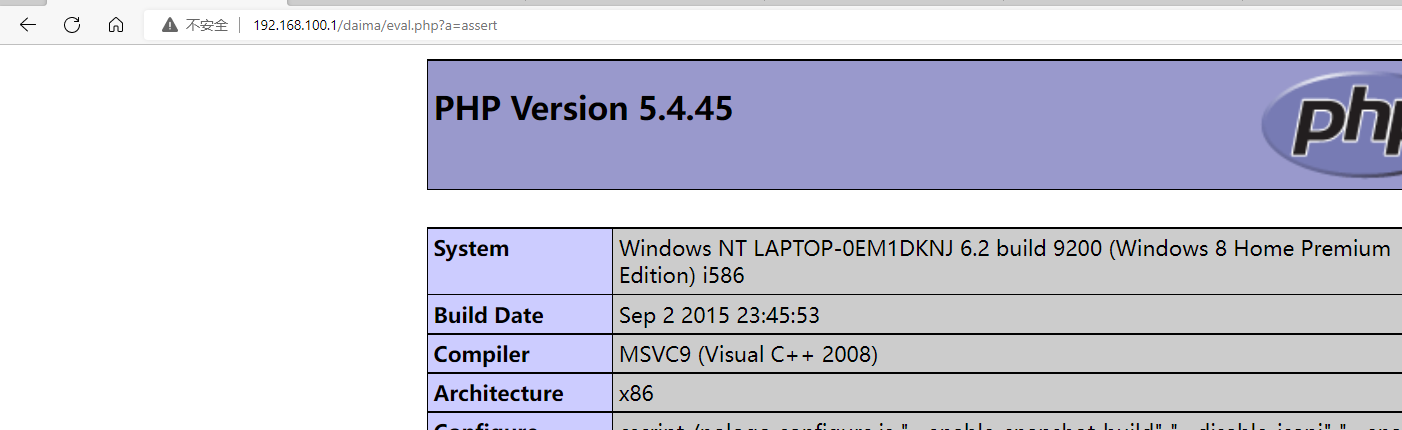 不安全 192.168.100.1/daima/eval.php?a=assert
PHP Version 5.4.45
php
System Windows NT LAPTOP-0EM1DKNJ 6.2 build 9200 (Windows 8 Home Premium
Edition) i586
Build Date Sep 2 2015 23:45:53
Compiler MSVC9 (Visual C++ 2008)
Architecture x86